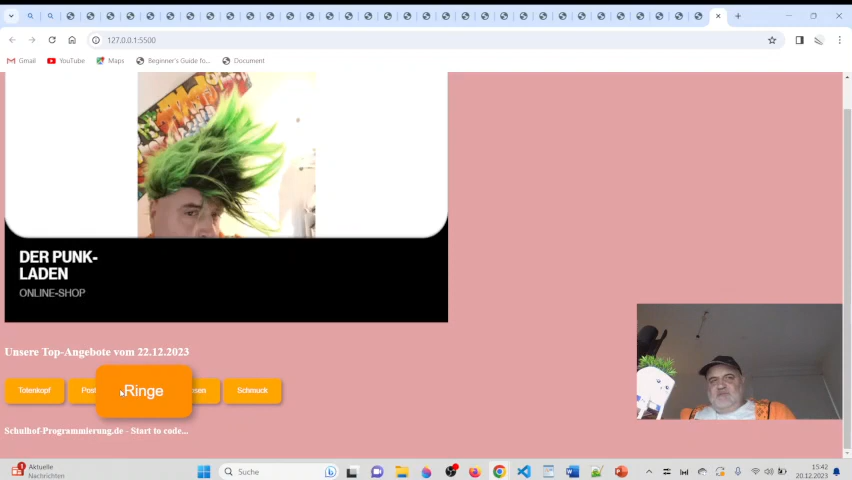 127.0.0.1:5500
Gmail
YouTube
Maps
Beginner's Guide fo...
Document
DER PUNK-
LADEN
ONLINE-SHOP
Unsere Top-Angebote vom 22.12.2023
Totenkopf
Ringe
Schmuck
Schulhof-Programmierung.de - Start to code...
Aktuelle
Nachrichten
Suche
15:42
20.12.2023